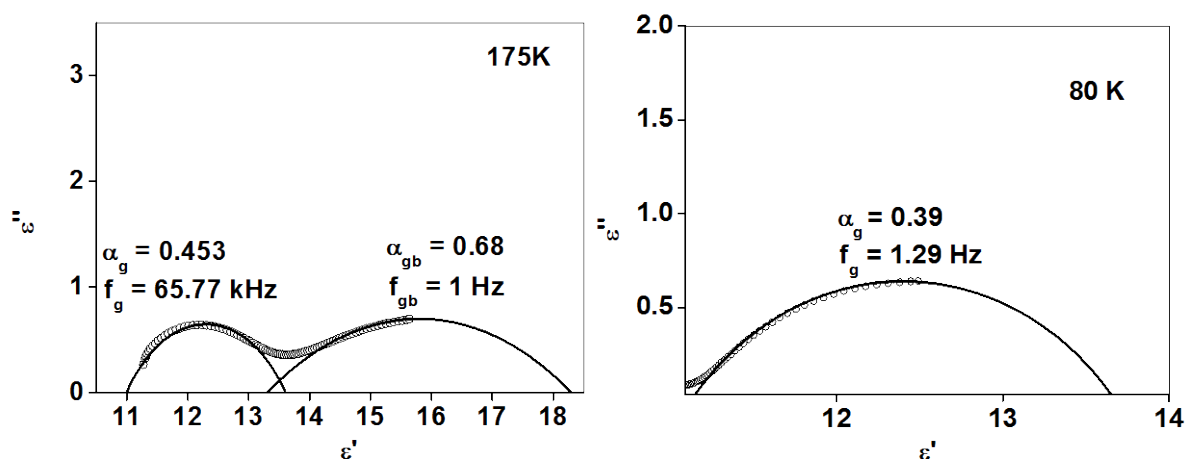 175K
3
2
1
0
ε"
α_g = 0.453
f_g = 65.77 kHz
α_gb = 0.68
f_gb = 1 Hz
11 12 13 14 15 16 17 18
ε'
2.0
80 K
1.5
1.0
0.5
ε"
α_g = 0.39
f_g = 1.29 Hz
12 13 14
ε'